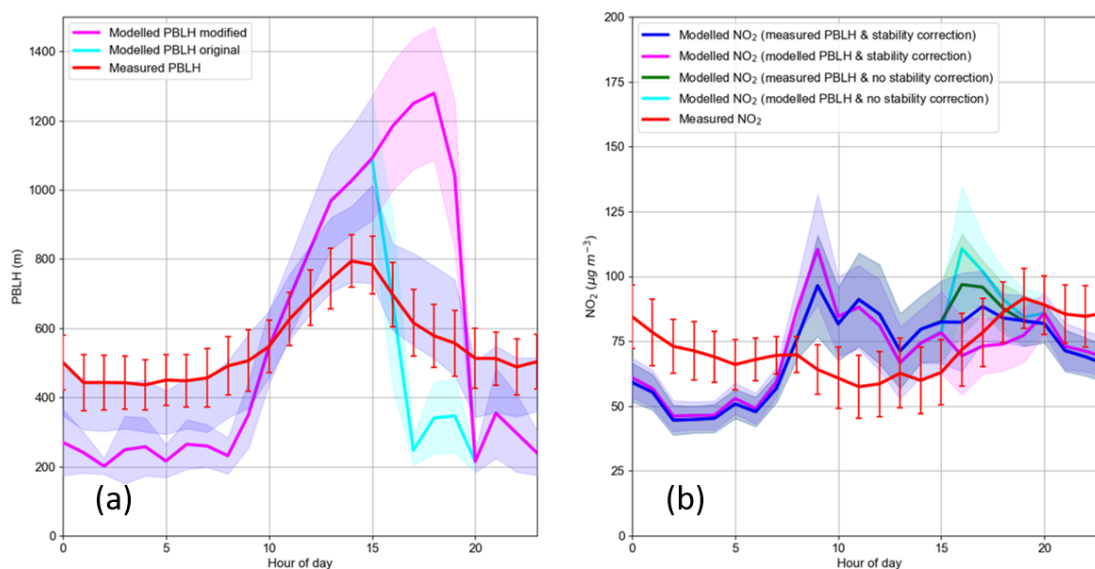 Modelled PBLH modified
Modelled PBLH original
Measured PBLH
1400
1200
1000
800
600
400
200
0
PBLH (m)
(a)
0 5 10 15 20
Hour of day
Modelled NO₂ (measured PBLH & stability correction)
Modelled NO₂ (modelled PBLH & stability correction)
Modelled NO₂ (measured PBLH & no stability correction)
Modelled NO₂ (modelled PBLH & no stability correction)
Measured NO₂
200
175
150
125
100
75
50
25
0
NO₂ (μg m⁻³)
(b)
0 5 10 15 20
Hour of day